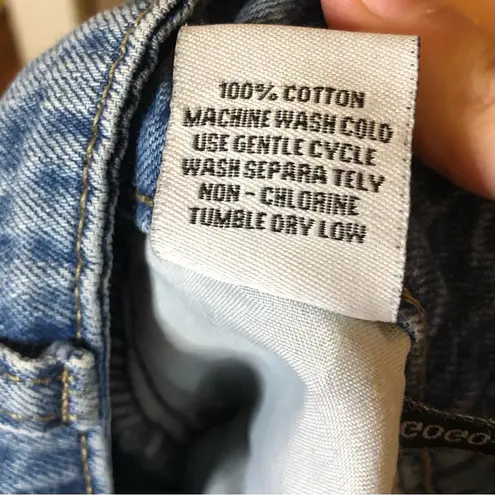 100% COTTON
MACHINE WASH COLD
USE GENTLE CYCLE
WASH SEPARA TELY
NON - CHLORINE
TUMBLE DRY LOW